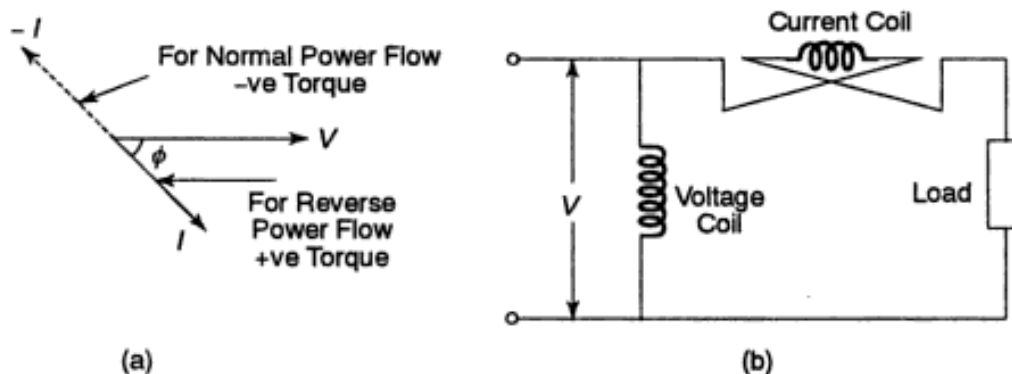 – I
For Normal Power Flow
–ve Torque
V
ϕ
For Reverse
Power Flow
+ve Torque
I
(a)
Current Coil
V
Voltage
Coil
Load
(b)